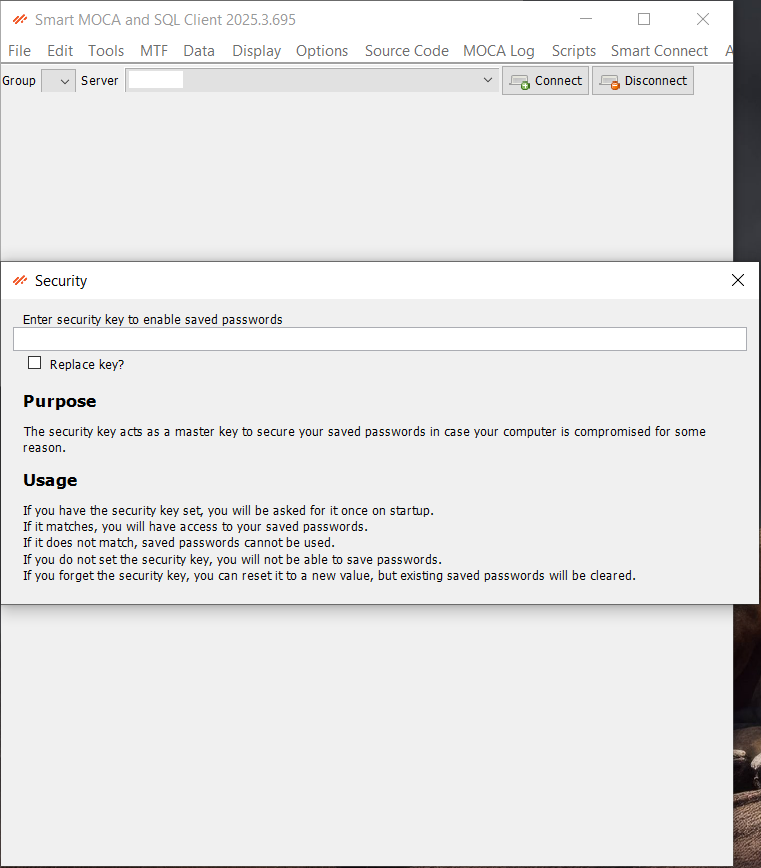 Smart MOCA and SQL Client 2025.3.695
File Edit Tools MTF Data Display Options Source Code MOCA Log Scripts Smart Connect
Group Server Connect Disconnect
Security
Enter security key to enable saved passwords
Replace key?
Purpose
The security key acts as a master key to secure your saved passwords in case your computer is compromised for some
reason.
Usage
If you have the security key set, you will be asked for it once on startup.
If it matches, you will have access to your saved passwords.
If it does not match, saved passwords cannot be used.
If you do not set the security key, you will not be able to save passwords.
If you forget the security key, you can reset it to a new value, but existing saved passwords will be cleared.